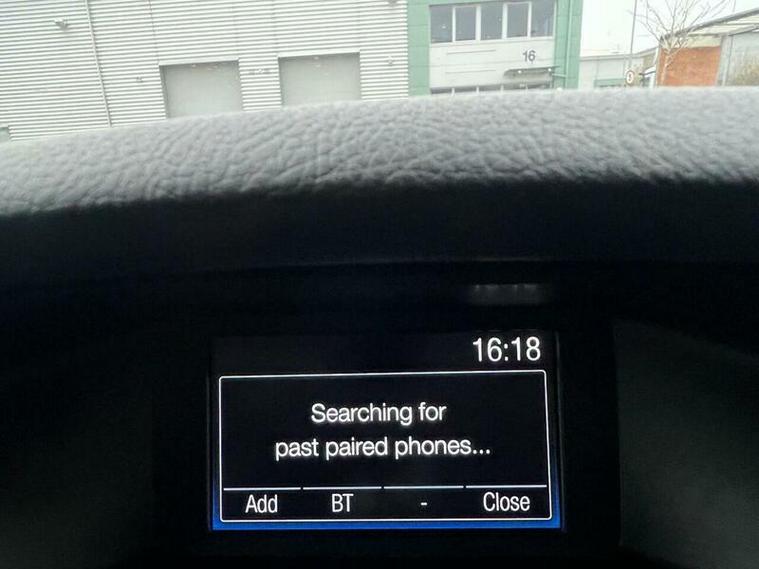 16
16:18
Searching for
past paired phones...
Add BT - Close